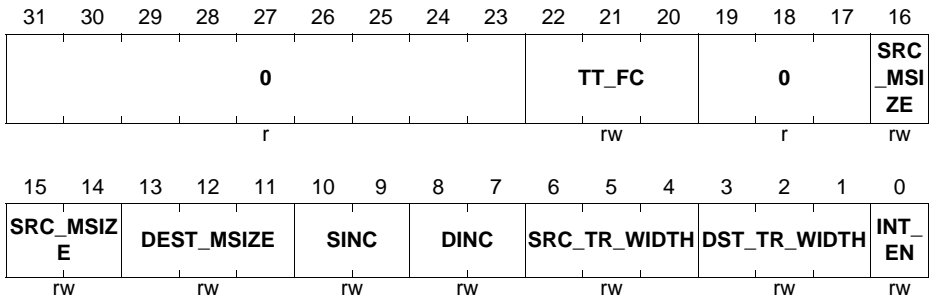 31 30 29 28 27 26 25 24 23 22 21 20 19 18 17 16
0 TT_FC 0 SRC
_MSI
ZE
r rw r rw
15 14 13 12 11 10 9 8 7 6 5 4 3 2 1 0
SRC_MSIZ
E DEST_MSIZE SINC DINC SRC_TR_WIDTH DST_TR_WIDTH INT_
EN
rw rw rw rw rw rw rw